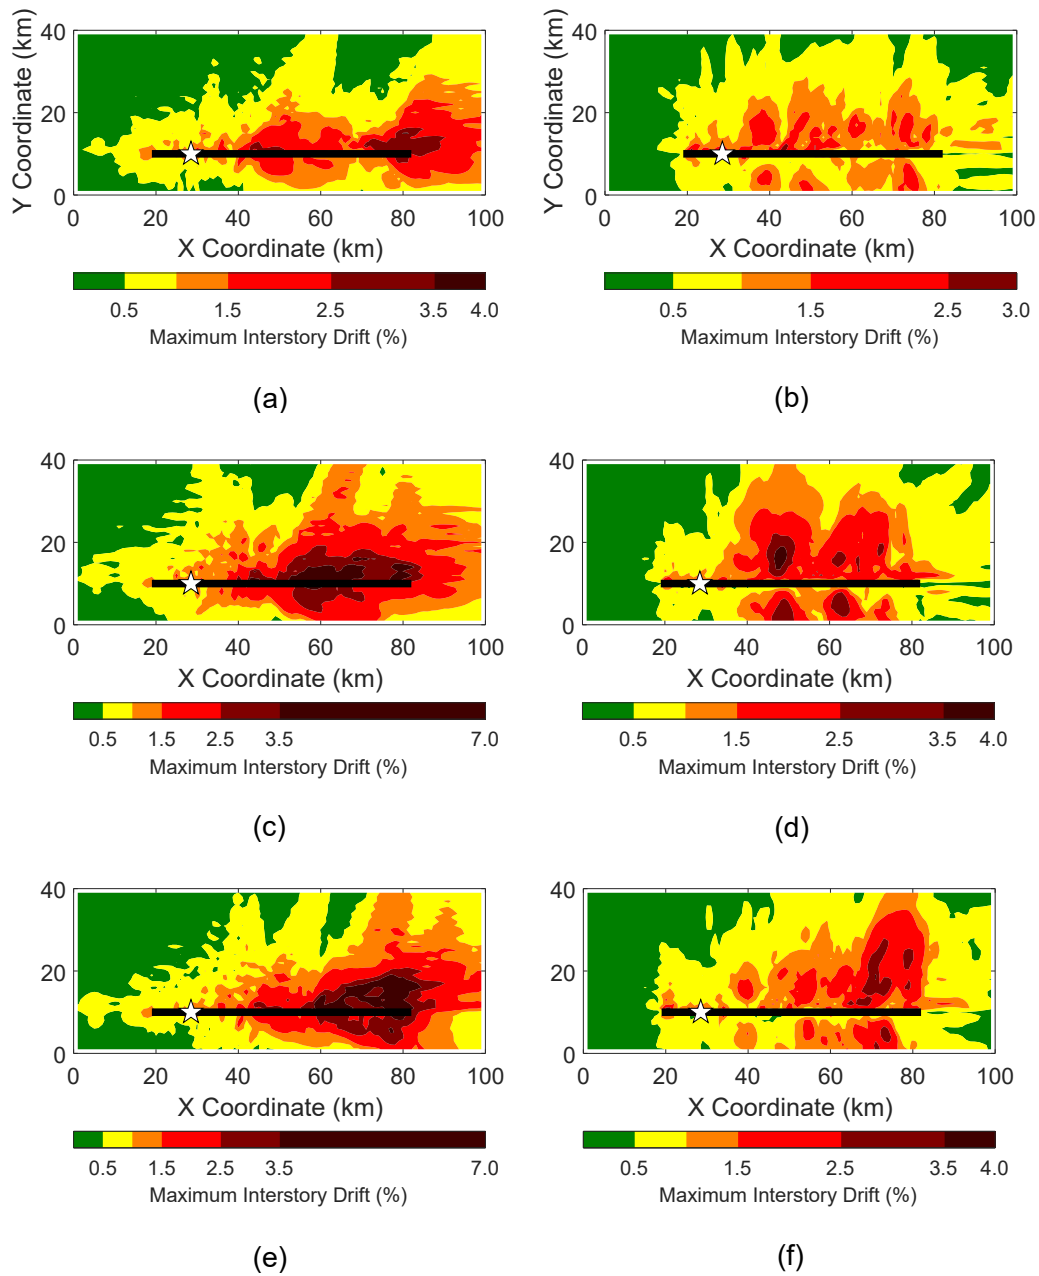 Y Coordinate (km)
40
20
0
0 20 40 60 80 100
X Coordinate (km)
0.5 1.5 2.5 3.5 4.0
Maximum Interstory Drift (%)
(a)
Y Coordinate (km)
40
20
0
0 20 40 60 80 100
X Coordinate (km)
0.5 1.5 2.5 3.0
Maximum Interstory Drift (%)
(b)
40
20
0
0 20 40 60 80 100
X Coordinate (km)
0.5 1.5 2.5 3.5 7.0
Maximum Interstory Drift (%)
(c)
40
20
0
0 20 40 60 80 100
X Coordinate (km)
0.5 1.5 2.5 3.5 4.0
Maximum Interstory Drift (%)
(d)
40
20
0
0 20 40 60 80 100
X Coordinate (km)
0.5 1.5 2.5 3.5 7.0
Maximum Interstory Drift (%)
(e)
40
20
0
0 20 40 60 80 100
X Coordinate (km)
0.5 1.5 2.5 3.5 4.0
Maximum Interstory Drift (%)
(f)